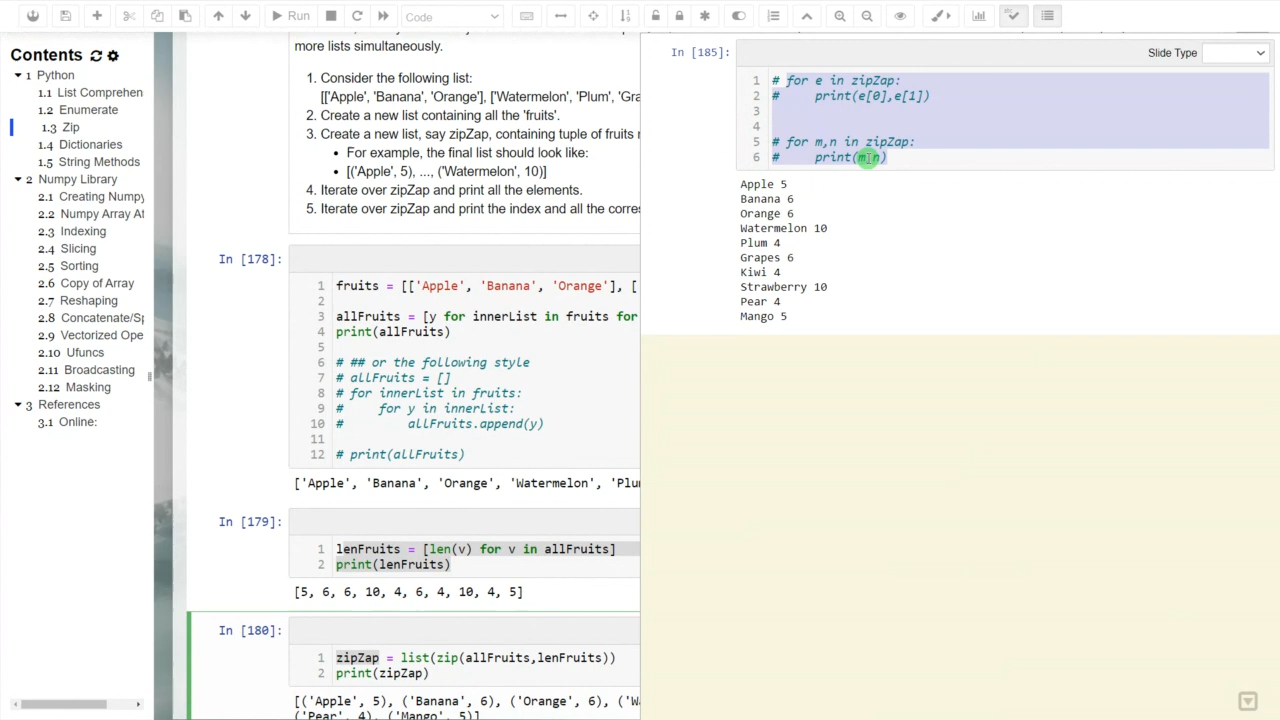 Run
Code
Contents
1 Python
1.1 List Comprehen
1.2 Enumerate
1.3 Zip
1.4 Dictionaries
1.5 String Methods
2 Numpy Library
2.1 Creating Numpy
2.2 Numpy Array At
2.3 Indexing
2.4 Slicing
2.5 Sorting
2.6 Copy of Array
2.7 Reshaping
2.8 Concatenate/Sp
2.9 Vectorized Ope
2.10 Ufuncs
2.11 Broadcasting
2.12 Masking
3 References
3.1 Online:
more lists simultaneously.
1. Consider the following list:
[['Apple', 'Banana', 'Orange'], ['Watermelon', 'Plum', 'Gra
2. Create a new list containing all the 'fruits'.
3. Create a new list, say zipZap, containing tuple of fruits
• For example, the final list should look like:
• [('Apple', 5), ..., ('Watermelon', 10)]
4. Iterate over zipZap and print all the elements.
5. Iterate over zipZap and print the index and all the corres
In [178]:
1 fruits = [['Apple', 'Banana', 'Orange'], [
2
3 allFruits = [y for innerList in fruits for
4 print(allFruits)
5
6 # ## or the following style
7 # allFruits = []
8 # for innerList in fruits:
9 #     for y in innerList:
10 #         allFruits.append(y)
11
12 # print(allFruits)
['Apple', 'Banana', 'Orange', 'Watermelon', 'Plu
In [179]:
1 lenFruits = [len(v) for v in allFruits]
2 print(lenFruits)
[5, 6, 6, 10, 4, 6, 4, 10, 4, 5]
In [180]:
1 zipZap = list(zip(allFruits,lenFruits))
2 print(zipZap)
[('Apple', 5), ('Banana', 6), ('Orange', 6), ('Wa
('Pear', 4), ('Mango', 5)]
In [185]:
Slide Type
1 # for e in zipZap:
2 #     print(e[0],e[1])
3
4
5 # for m,n in zipZap:
6 #     print(m,n)
Apple 5
Banana 6
Orange 6
Watermelon 10
Plum 4
Grapes 6
Kiwi 4
Strawberry 10
Pear 4
Mango 5